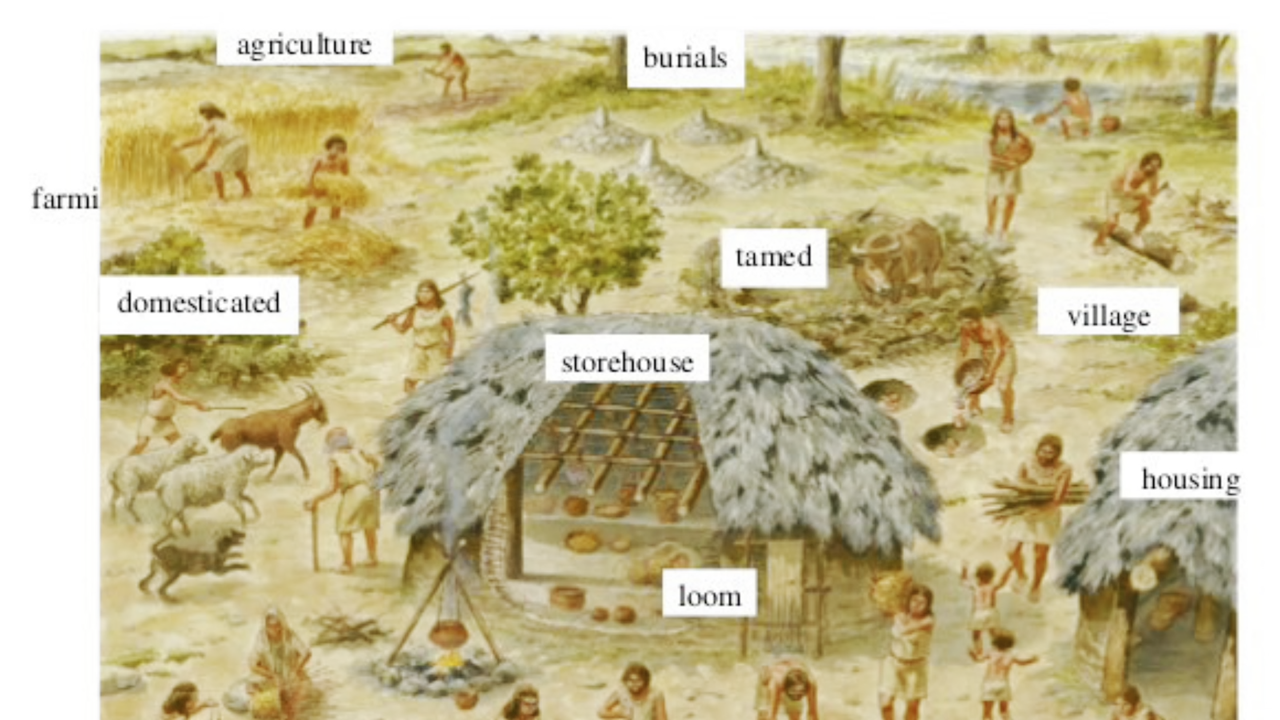 agriculture
burials
farmi
tamed
domesticated
village
storehouse
housing
loom